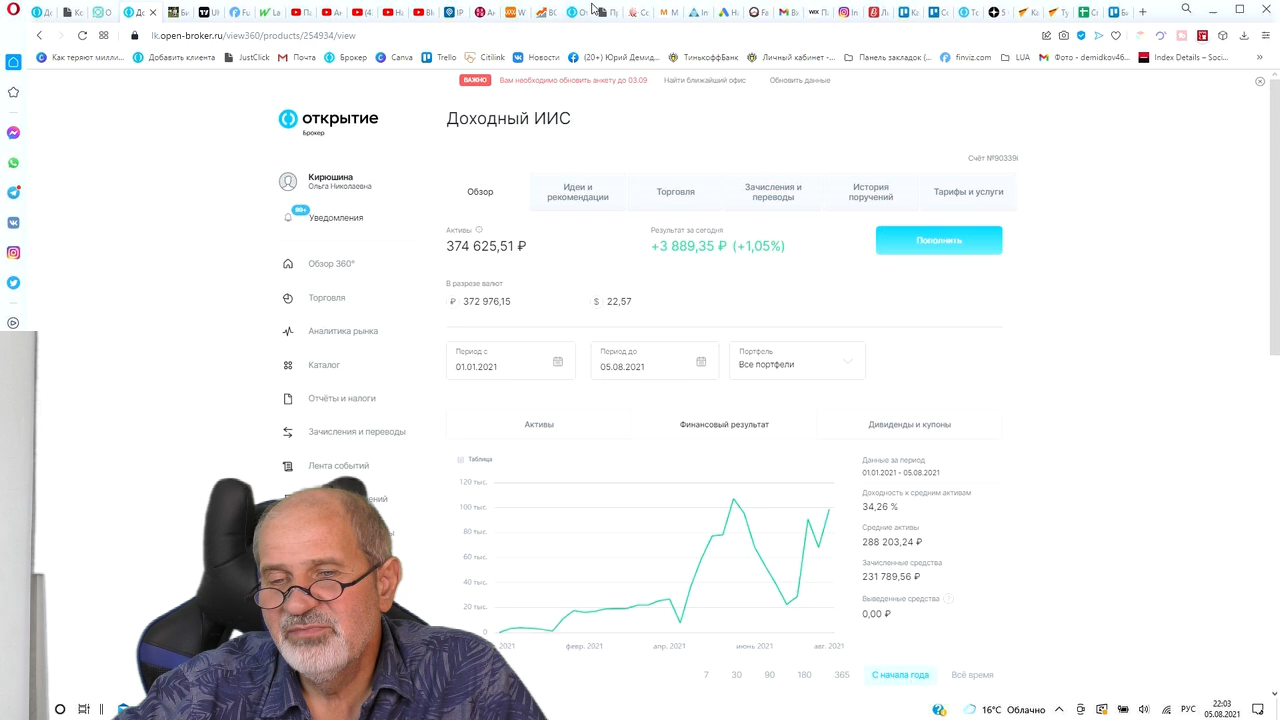 lk.open-broker.ru/view360/products/254934/view
Как теряют милли...
Добавить клиента
JustClick
Почта
Брокер
Canva
Trello
Citilink
Новости
(20+) Юрий Демид...
ТинькоффБанк
Личный кабинет -...
Панель закладок (...
finviz.com
LUA
Фото - demidkov46...
Index Details – Soci...
ВАЖНО
Вам необходимо обновить анкету до 03.09
Найти ближайший офис
Обновить данные
открытие
Брокер
Доходный ИИС
Счёт №90339i
Кирюшина
Ольга Николаевна
99+
Уведомления
Обзор 360°
Торговля
Аналитика рынка
Каталог
Отчёты и налоги
Зачисления и переводы
Лента событий
Обзор
Идеи и рекомендации
Торговля
Зачисления и переводы
История поручений
Тарифы и услуги
Активы
374 625,51 ₽
Результат за сегодня
+3 889,35 ₽ (+1,05%)
Пополнить
В разрезе валют
₽ 372 976,15
$ 22,57
Период с
01.01.2021
Период до
05.08.2021
Портфель
Все портфели
Активы
Финансовый результат
Дивиденды и купоны
Таблица
120 тыс.
100 тыс.
80 тыс.
60 тыс.
40 тыс.
20 тыс.
0
2021
февр. 2021
апр. 2021
июнь 2021
авг. 2021
Данные за период
01.01.2021 - 05.08.2021
Доходность к средним активам
34,26 %
Средние активы
288 203,24 ₽
Зачисленные средства
231 789,56 ₽
Выведенные средства
0,00 ₽
7
30
90
180
365
С начала года
Всё время
16°C Облачно
РУС
22:03
05.08.2021